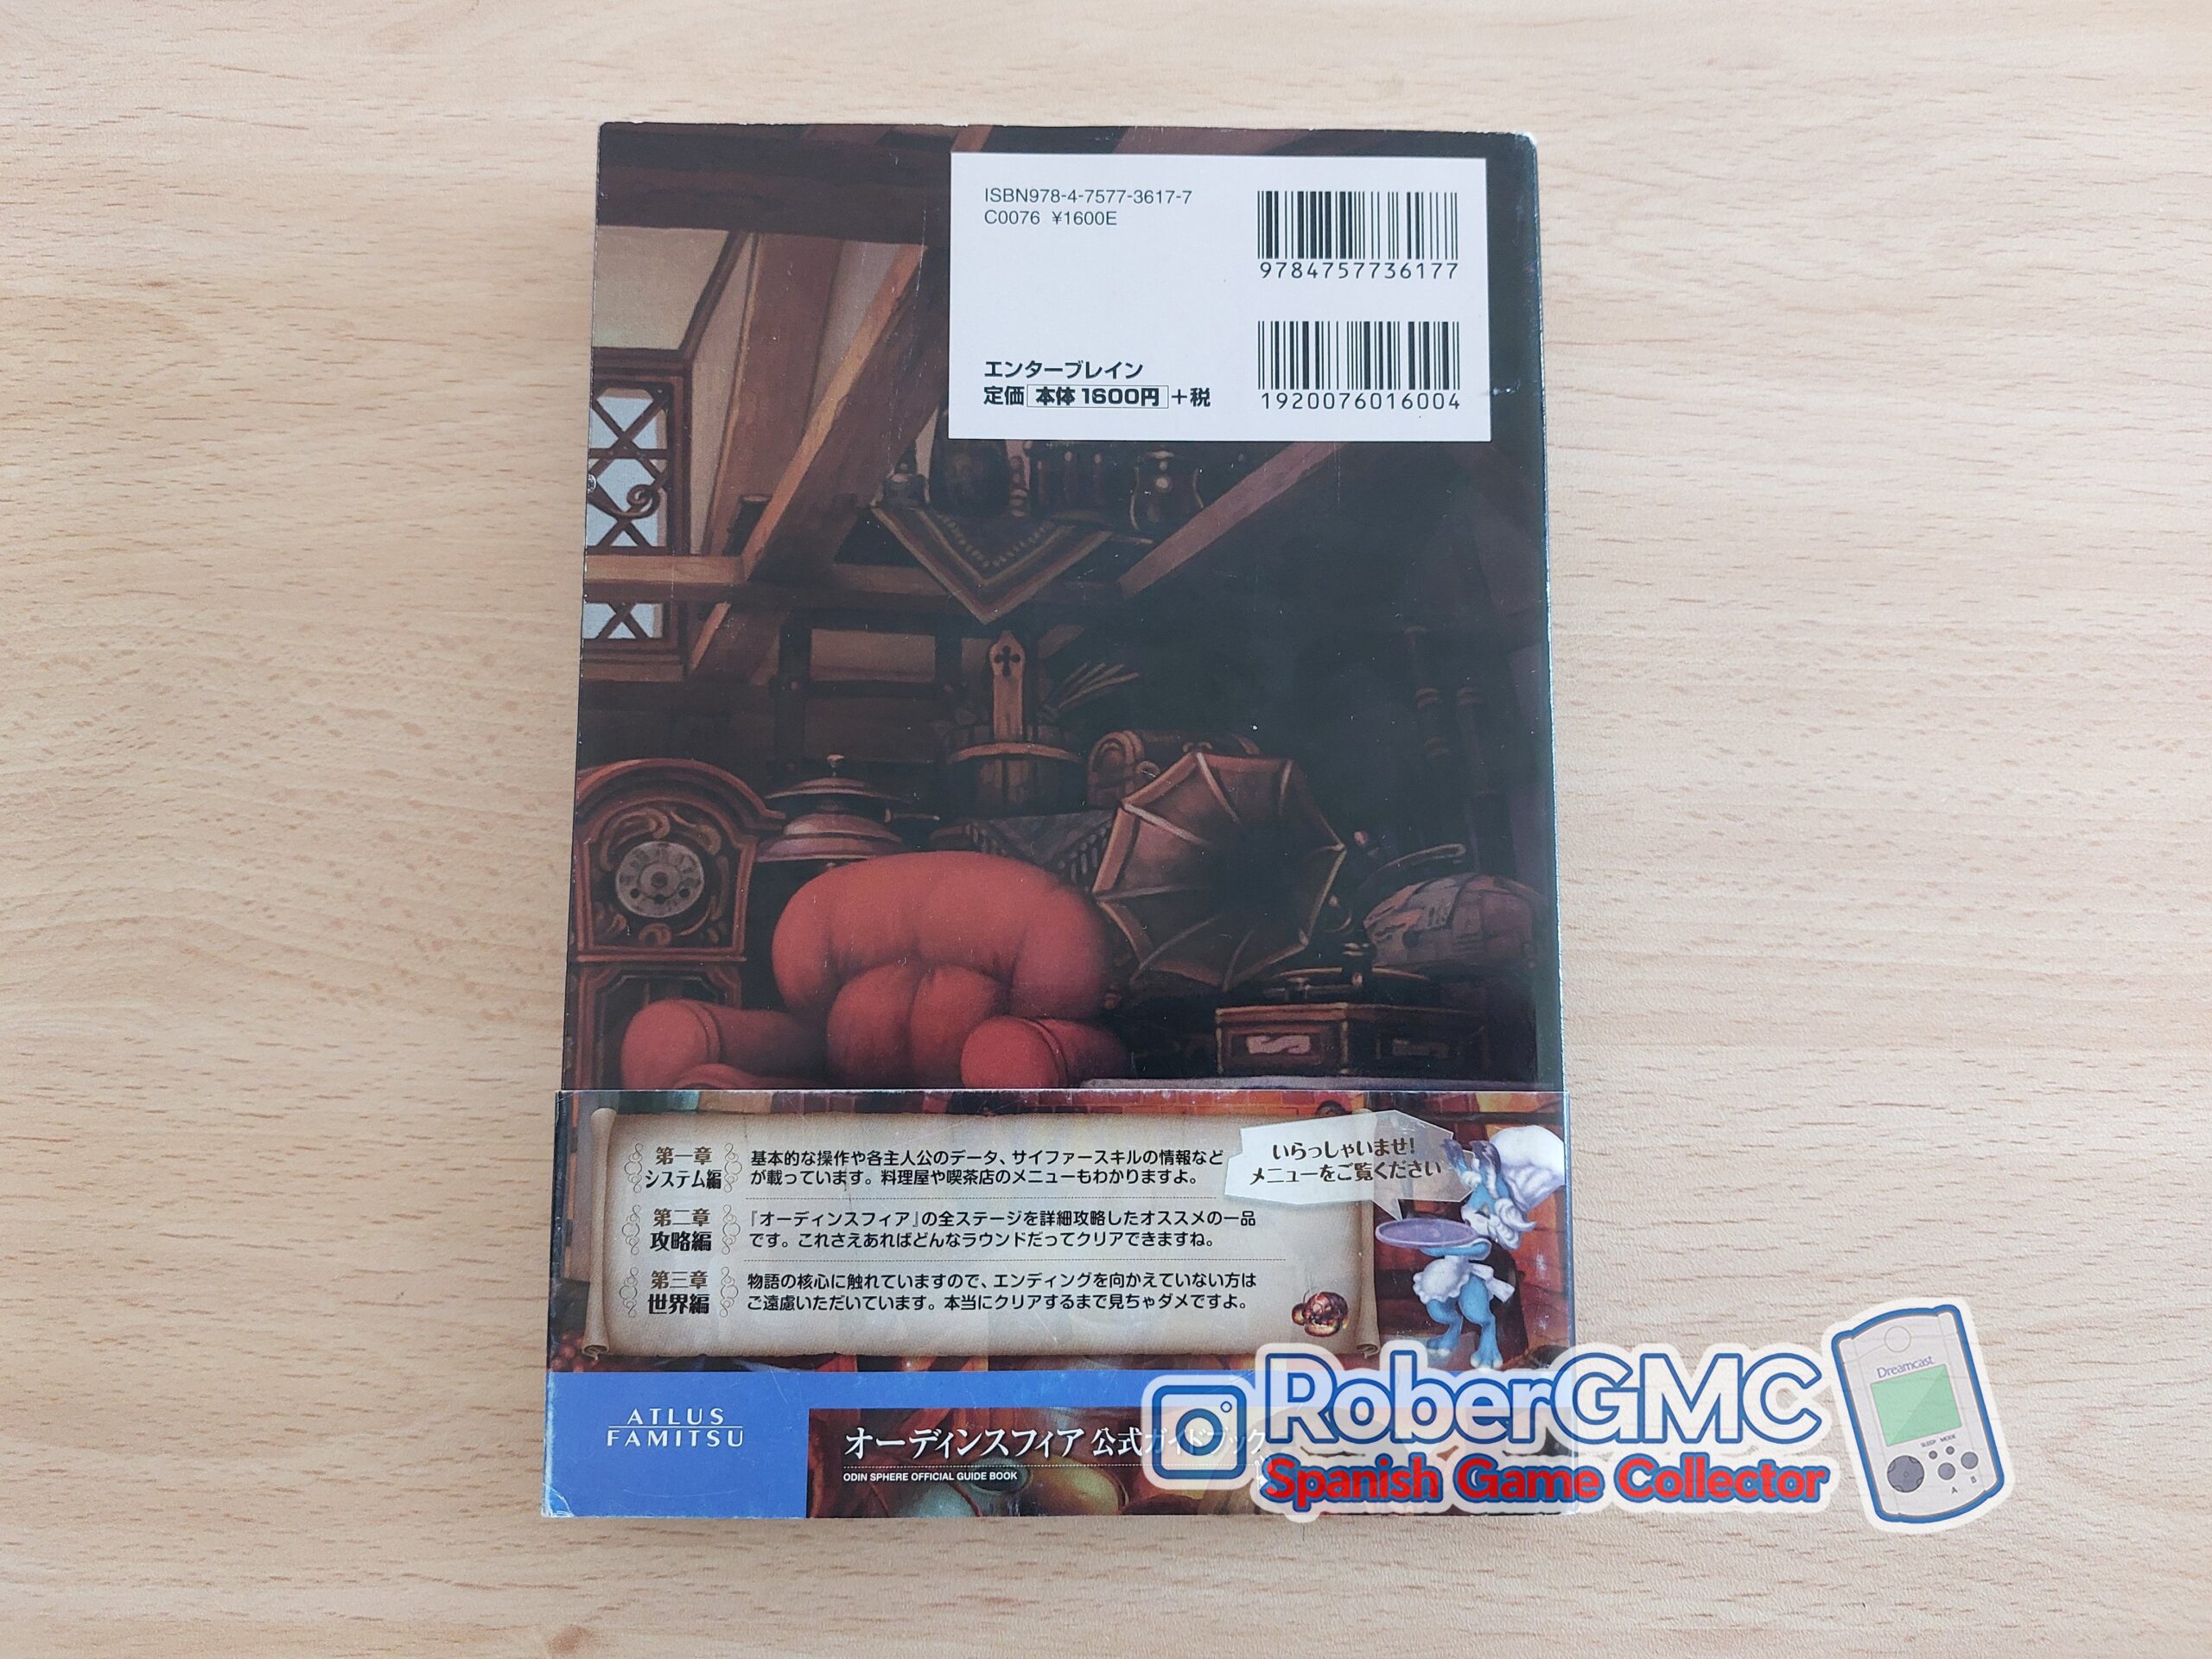 ISBN978-4-7577-3617-7
C0076 ¥1600E
9784757736177
エンターブレイン
定価 本体1600円 +税
1920076016004
いらっしゃいませ!
メニューをご覧ください
第一章
システム編
基本的な操作や各主人公のデータ、サイファースキルの情報など
が載っています。料理屋や喫茶店のメニューもわかりますよ。
第二章
攻略編
『オーディンスフィア』の全ステージを詳細攻略したオススメの一品
です。これさえあればどんなラウンドだってクリアできますね。
第三章
世界編
物語の核心に触れていますので、エンディングを向かえていない方は
ご遠慮いただいています。本当にクリアするまで見ちゃダメですよ。
ATLUS
FAMITSU
オーディンスフィア 公式ガイドブック
ODIN SPHERE OFFICIAL GUIDE BOOK
RoberGMC
Spanish Game Collector
Dreamcast
SLEEP MODE
A
B